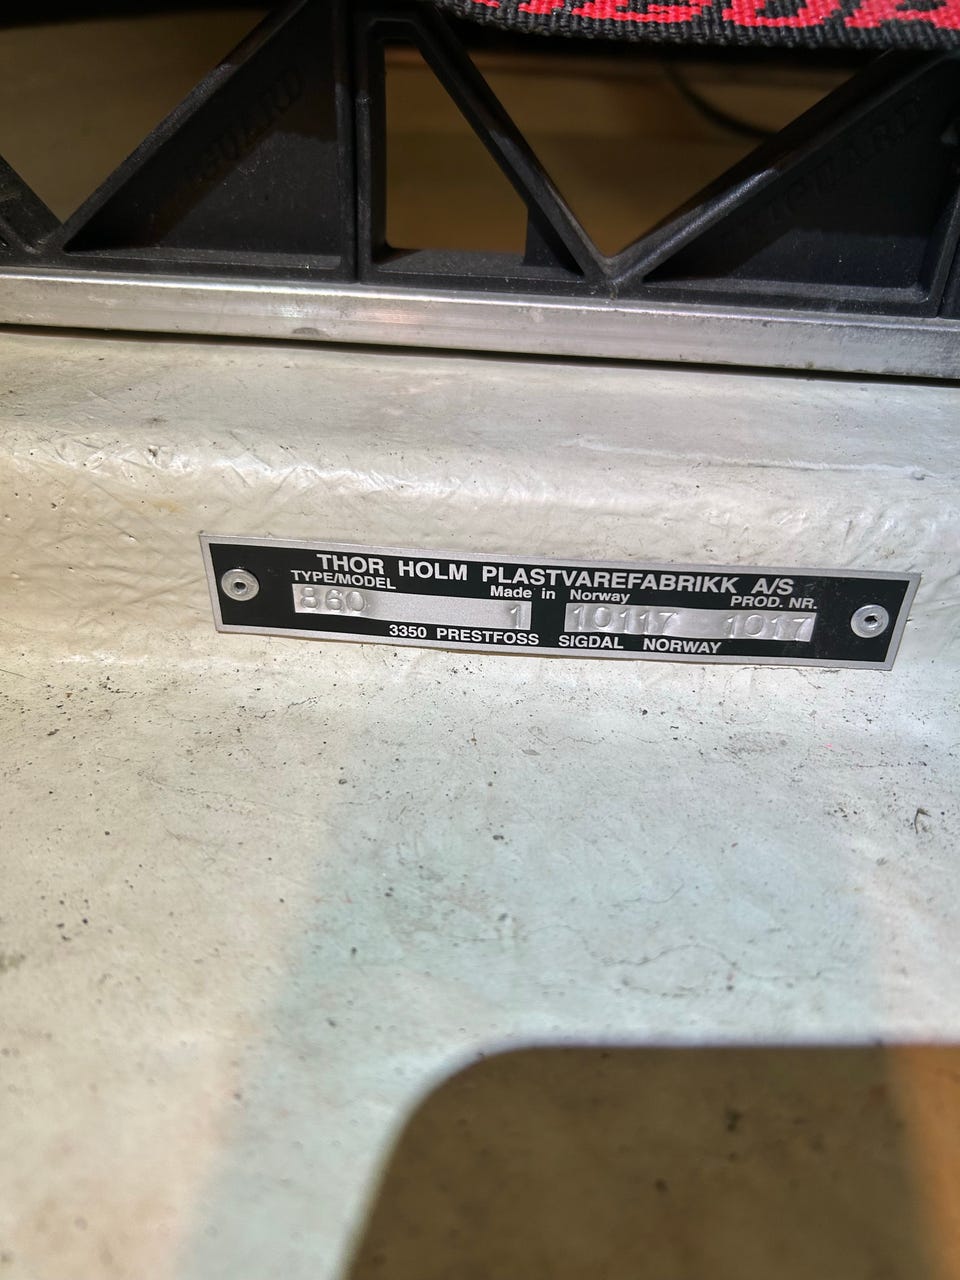 THOR HOLM PLASTVAREFABRIKK A/S
TYPE/MODEL Made in Norway PROD. NR.
860 1 10117 1017
3350 PRESTFOSS SIGDAL NORWAY